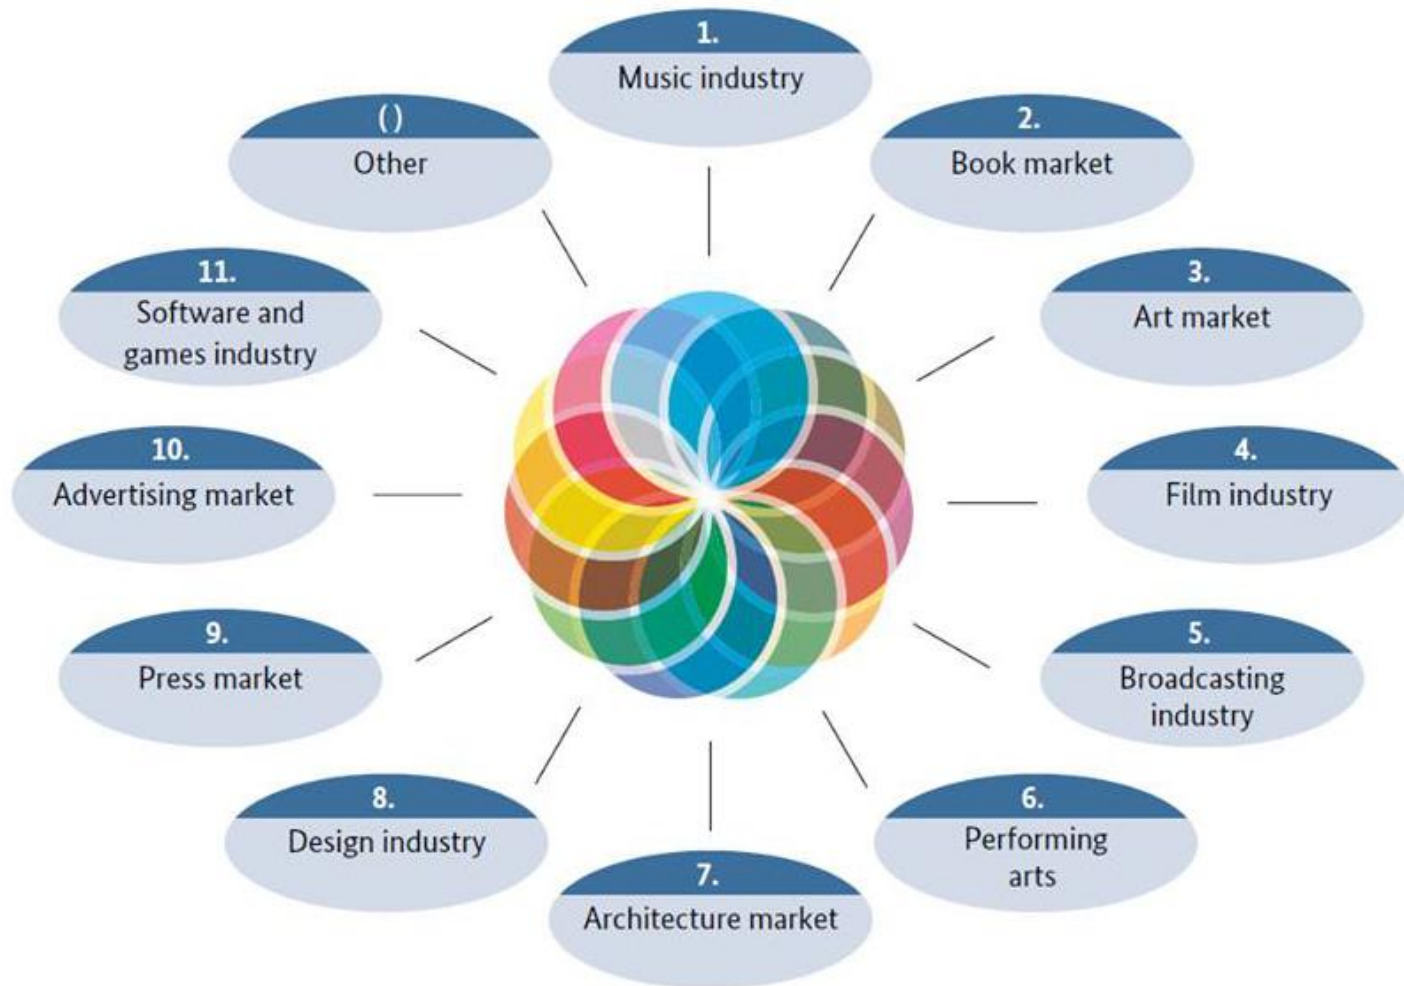 1.
Music industry
2.
Book market
3.
Art market
4.
Film industry
5.
Broadcasting
industry
6.
Performing
arts
7.
Architecture market
8.
Design industry
9.
Press market
10.
Advertising market
11.
Software and
games industry
( )
Other